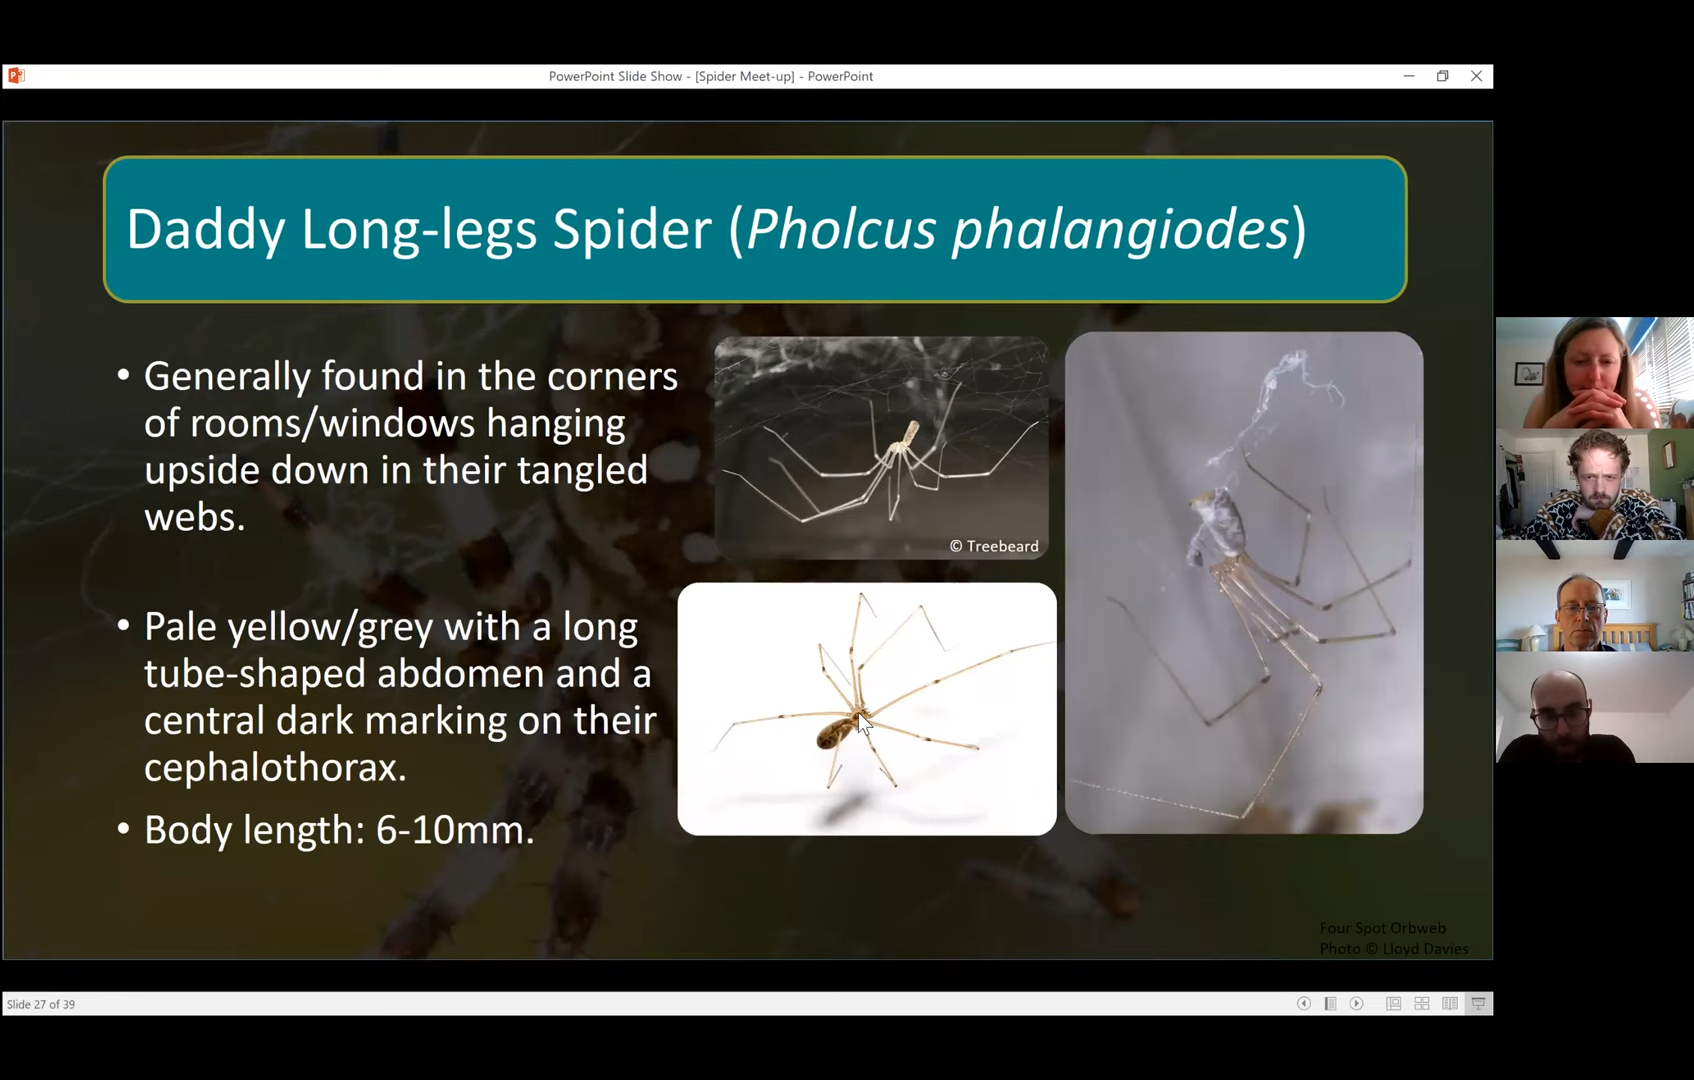 PowerPoint Slide Show - [Spider Meet-up] - PowerPoint
Daddy Long-legs Spider (Pholcus phalangiodes)
• Generally found in the corners
of rooms/windows hanging
upside down in their tangled
webs.
• Pale yellow/grey with a long
tube-shaped abdomen and a
central dark marking on their
cephalothorax.
• Body length: 6-10mm.
© Treebeard
Four Spot Orbweb
Photo © Lloyd Davies
Slide 27 of 39